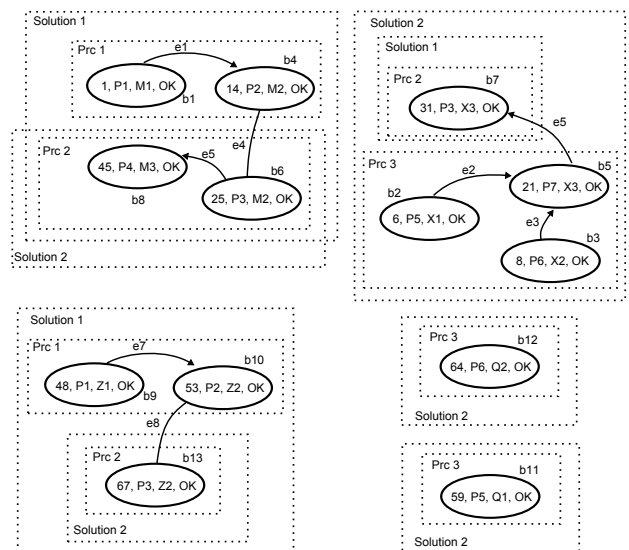 Solution 1
Prc 1
e1
b4
1, P1, M1, OK
b1
14, P2, M2, OK
e4
Prc 2
e5
b6
45, P4, M3, OK
b8
25, P3, M2, OK
Solution 2
Solution 2
Solution 1
Prc 2
b7
31, P3, X3, OK
e5
Prc 3
b5
e2
b2
21, P7, X3, OK
6, P5, X1, OK
e3
b3
8, P6, X2, OK
Solution 1
Prc 1
e7
b10
48, P1, Z1, OK
b9
53, P2, Z2, OK
e8
Prc 2
b13
67, P3, Z2, OK
Solution 2
Prc 3
b12
64, P6, Q2, OK
Solution 2
Prc 3
b11
59, P5, Q1, OK
Solution 2